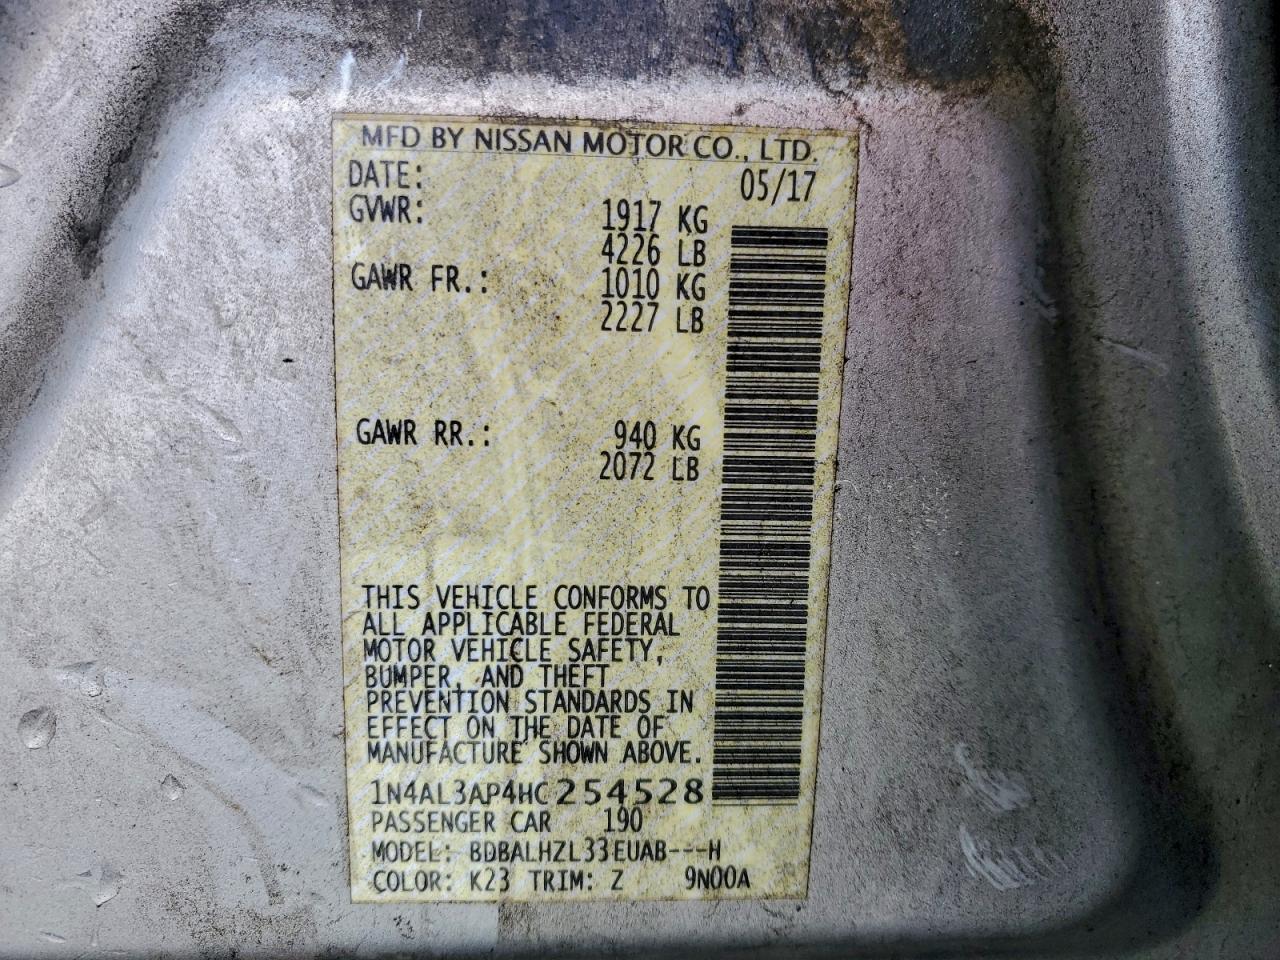 MFD BY NISSAN MOTOR CO., LTD.
DATE: 05/17
GVWR: 1917 KG
4226 LB
GAWR FR.: 1010 KG
2227 LB
GAWR RR.: 940 KG
2072 LB
THIS VEHICLE CONFORMS TO
ALL APPLICABLE FEDERAL
MOTOR VEHICLE SAFETY,
BUMPER, AND THEFT
PREVENTION STANDARDS IN
EFFECT ON THE DATE OF
MANUFACTURE SHOWN ABOVE.
1N4AL3AP4HC254528
PASSENGER CAR 190
MODEL: BDBALHZL33EUAB---H
COLOR: K23 TRIM: Z 9N00A